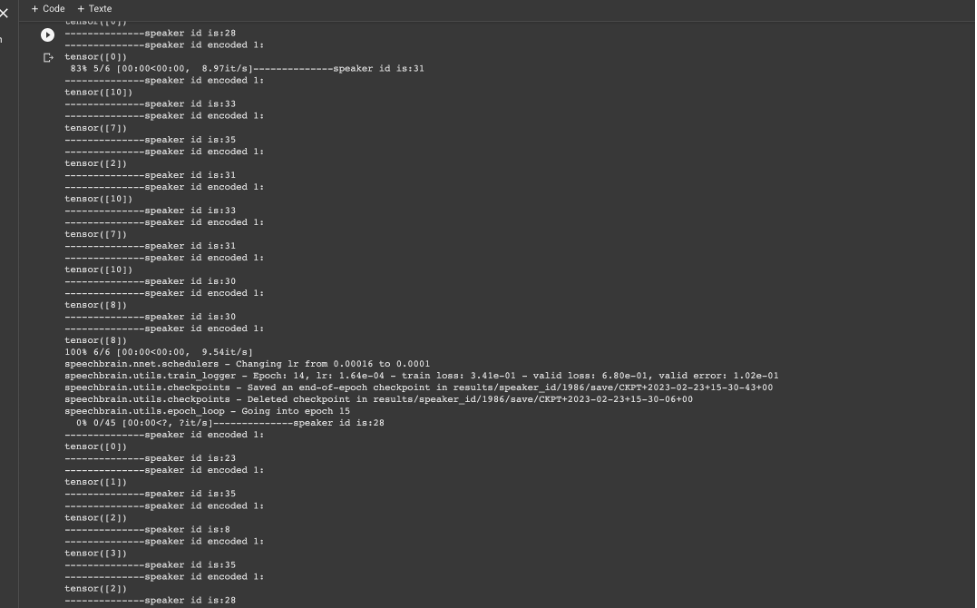 + Code + Texte
tensor([0])
--------------speaker id is:28
--------------speaker id encoded 1:
tensor([0])
83% 5/6 [00:00<00:00, 8.97it/s]--------------speaker id is:31
--------------speaker id encoded 1:
tensor([10])
--------------speaker id is:33
--------------speaker id encoded 1:
tensor([7])
--------------speaker id is:35
--------------speaker id encoded 1:
tensor([2])
--------------speaker id is:31
--------------speaker id encoded 1:
tensor([10])
--------------speaker id is:33
--------------speaker id encoded 1:
tensor([7])
--------------speaker id is:31
--------------speaker id encoded 1:
tensor([10])
--------------speaker id is:30
--------------speaker id encoded 1:
tensor([8])
--------------speaker id is:30
--------------speaker id encoded 1:
tensor([8])
100% 6/6 [00:00<00:00, 9.54it/s]
speechbrain.nnet.schedulers - Changing lr from 0.00016 to 0.0001
speechbrain.utils.train_logger - Epoch: 14, lr: 1.64e-04 - train loss: 3.41e-01 - valid loss: 6.80e-01, valid error: 1.02e-01
speechbrain.utils.checkpoints - Saved an end-of-epoch checkpoint in results/speaker_id/1986/save/CKPT+2023-02-23+15-30-43+00
speechbrain.utils.checkpoints - Deleted checkpoint in results/speaker_id/1986/save/CKPT+2023-02-23+15-30-06+00
speechbrain.utils.epoch_loop - Going into epoch 15
0% 0/45 [00:00<?, ?it/s]--------------speaker id is:28
--------------speaker id encoded 1:
tensor([0])
--------------speaker id is:23
--------------speaker id encoded 1:
tensor([1])
--------------speaker id is:35
--------------speaker id encoded 1:
tensor([2])
--------------speaker id is:8
--------------speaker id encoded 1:
tensor([3])
--------------speaker id is:35
--------------speaker id encoded 1:
tensor([2])
--------------speaker id is:28